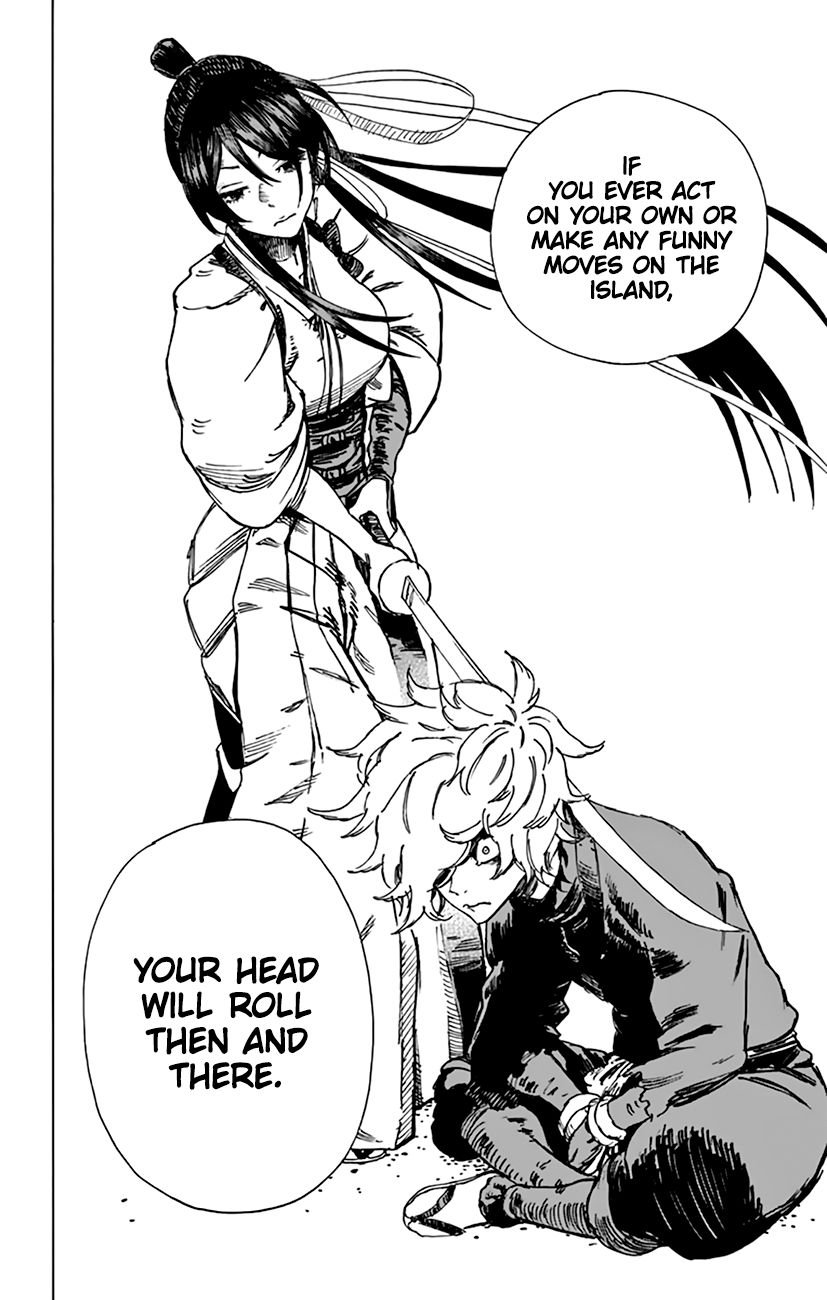 IF
YOU EVER ACT
ON YOUR OWN OR
MAKE ANY FUNNY
MOVES ON THE
ISLAND,
YOUR HEAD
WILL ROLL
THEN AND
THERE.